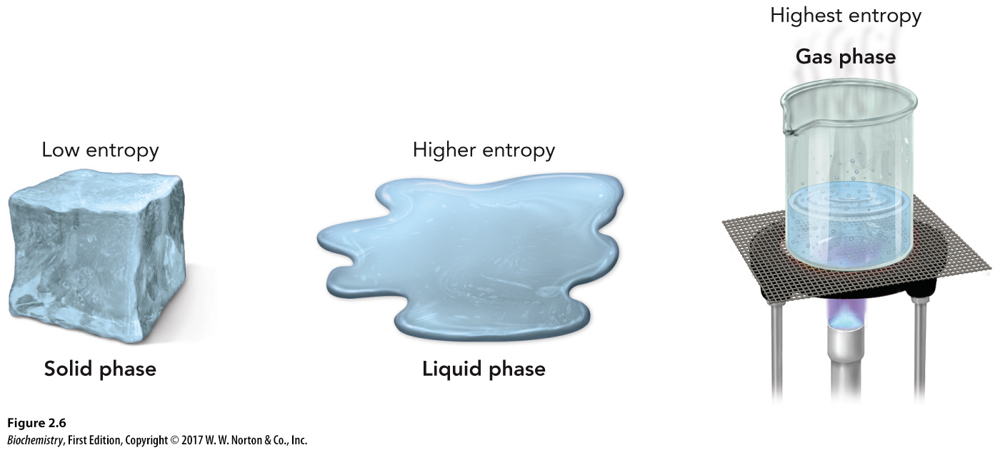 Low entropy
Solid phase
Higher entropy
Liquid phase
Highest entropy
Gas phase
Figure 2.6
Biochemistry, First Edition, Copyright © 2017 W. W. Norton & Co., Inc.